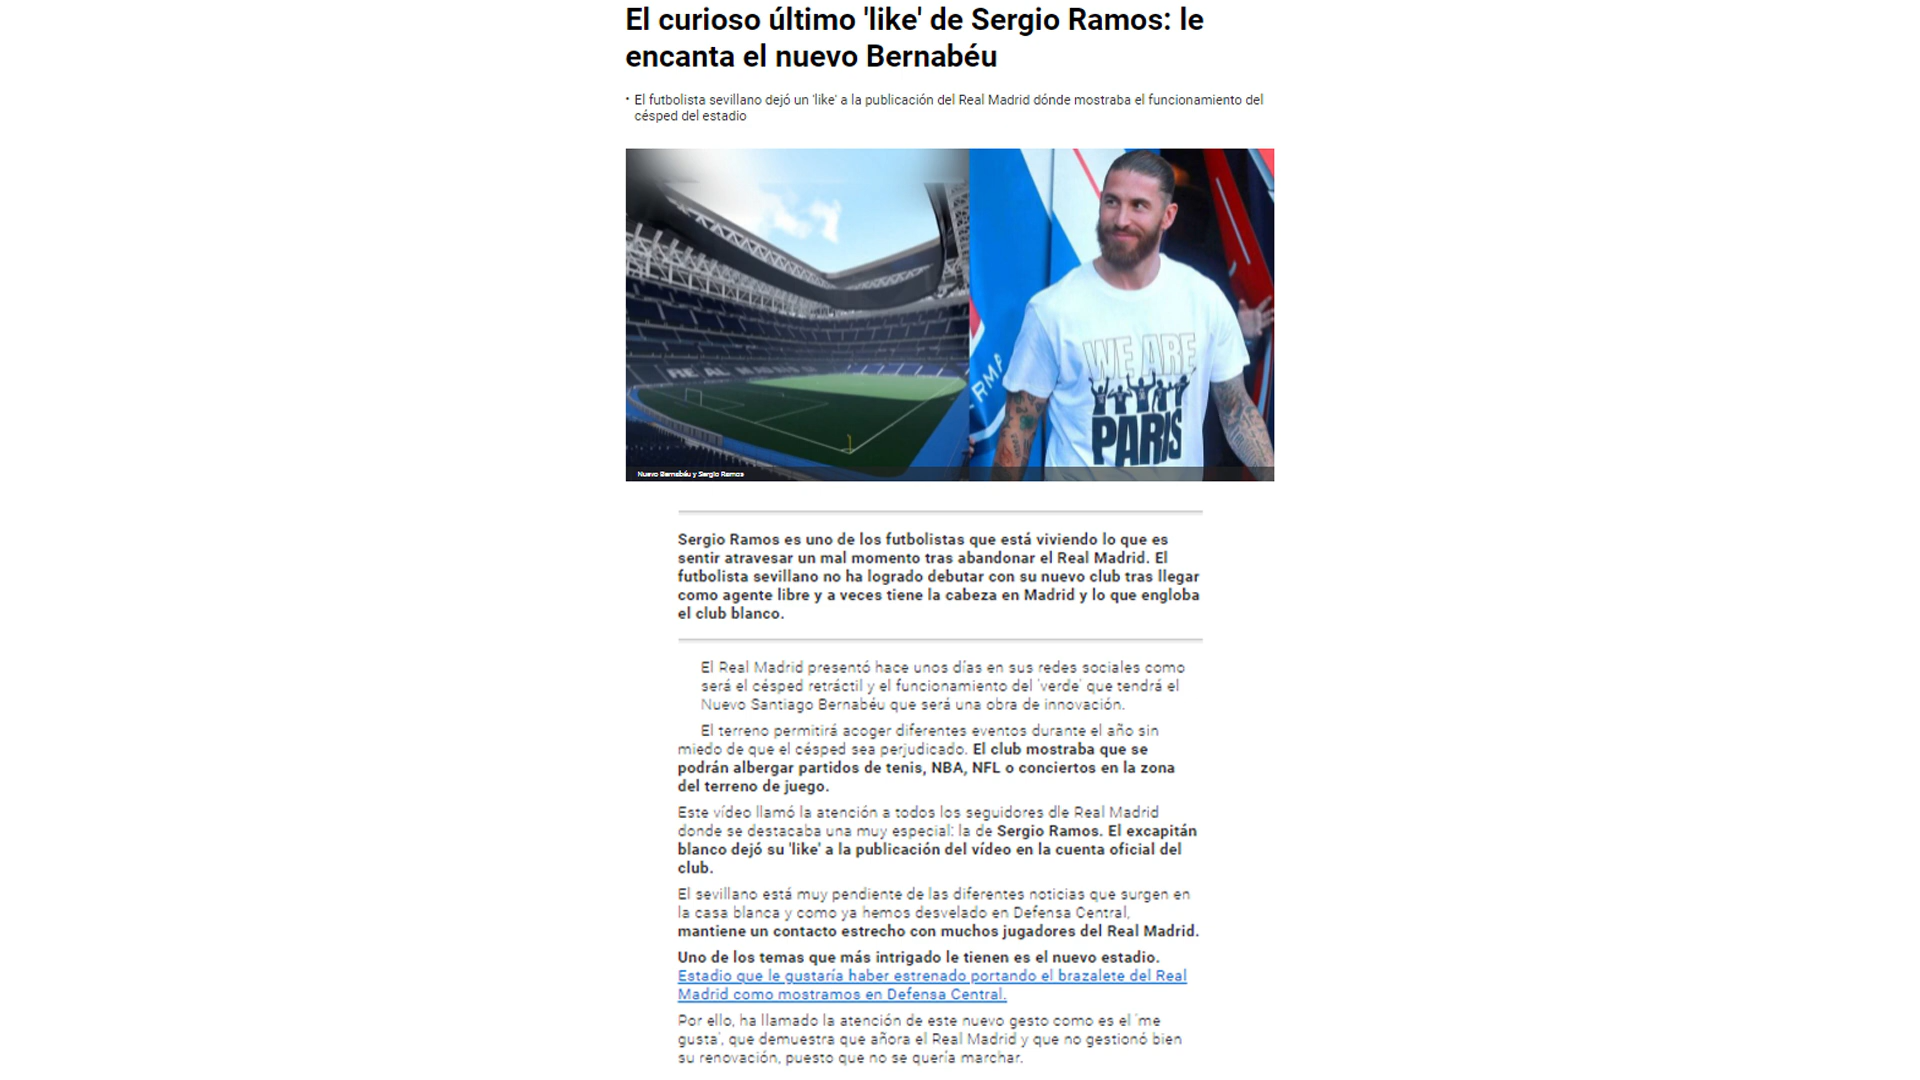 El curioso último 'like' de Sergio Ramos: le
encanta el nuevo Bernabéu
· El futbolista sevillano dejó un 'like' a la publicación del Real Madrid dónde mostraba el funcionamiento del
césped del estadio
REAL MADRID
WE ARE
PARIS
Nuevo Bernabéu y Sergio Ramos
Sergio Ramos es uno de los futbolistas que está viviendo lo que es
sentir atravesar un mal momento tras abandonar el Real Madrid. El
futbolista sevillano no ha logrado debutar con su nuevo club tras llegar
como agente libre y a veces tiene la cabeza en Madrid y lo que engloba
el club blanco.
El Real Madrid presentó hace unos días en sus redes sociales como
será el césped retráctil y el funcionamiento del 'verde' que tendrá el
Nuevo Santiago Bernabéu que será una obra de innovación.
El terreno permitirá acoger diferentes eventos durante el año sin
miedo de que el césped sea perjudicado. El club mostraba que se
podrán albergar partidos de tenis, NBA, NFL o conciertos en la zona
del terreno de juego.
Este vídeo llamó la atención a todos los seguidores dle Real Madrid
donde se destacaba una muy especial: la de Sergio Ramos. El excapitán
blanco dejó su 'like' a la publicación del vídeo en la cuenta oficial del
club.
El sevillano está muy pendiente de las diferentes noticias que surgen en
la casa blanca y como ya hemos desvelado en Defensa Central,
mantiene un contacto estrecho con muchos jugadores del Real Madrid.
Uno de los temas que más intrigado le tienen es el nuevo estadio.
Estadio que le gustaría haber estrenado portando el brazalete del Real
Madrid como mostramos en Defensa Central.
Por ello, ha llamado la atención de este nuevo gesto como es el 'me
gusta', que demuestra que añora el Real Madrid y que no gestionó bien
su renovación, puesto que no se quería marchar.